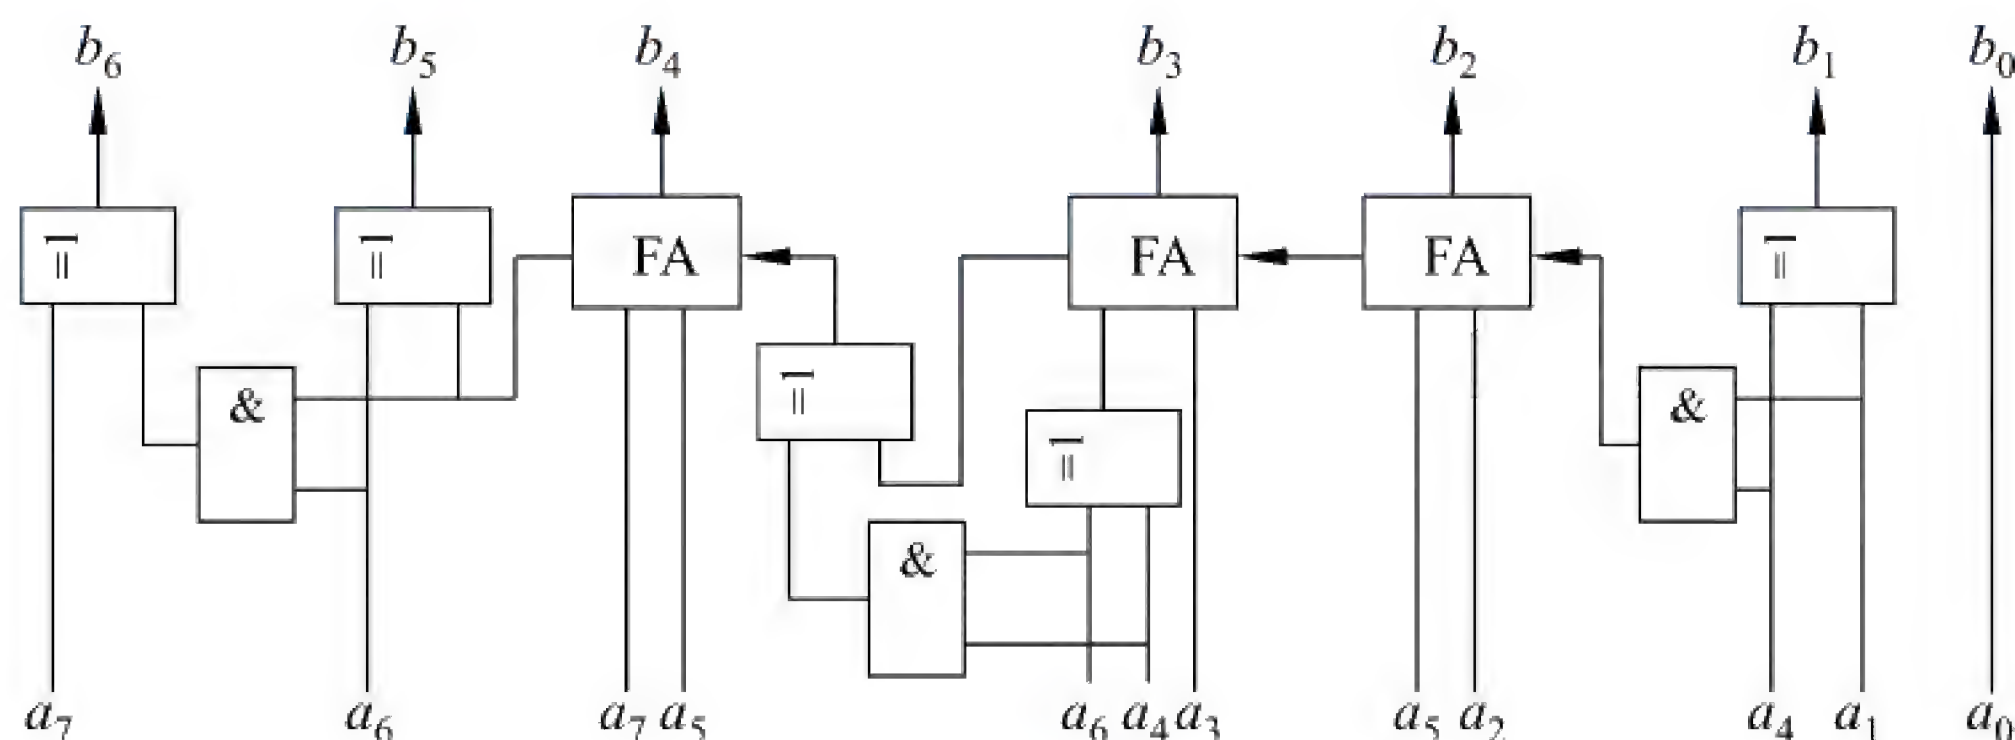 b₆ b₅ b₄ b₃ b₂ b₁ b₀
=1 =1 FA FA FA =1
=1
& & =1
&
a₇ a₆ a₇ a₅ a₆ a₄ a₃ a₅ a₂ a₄ a₁ a₀